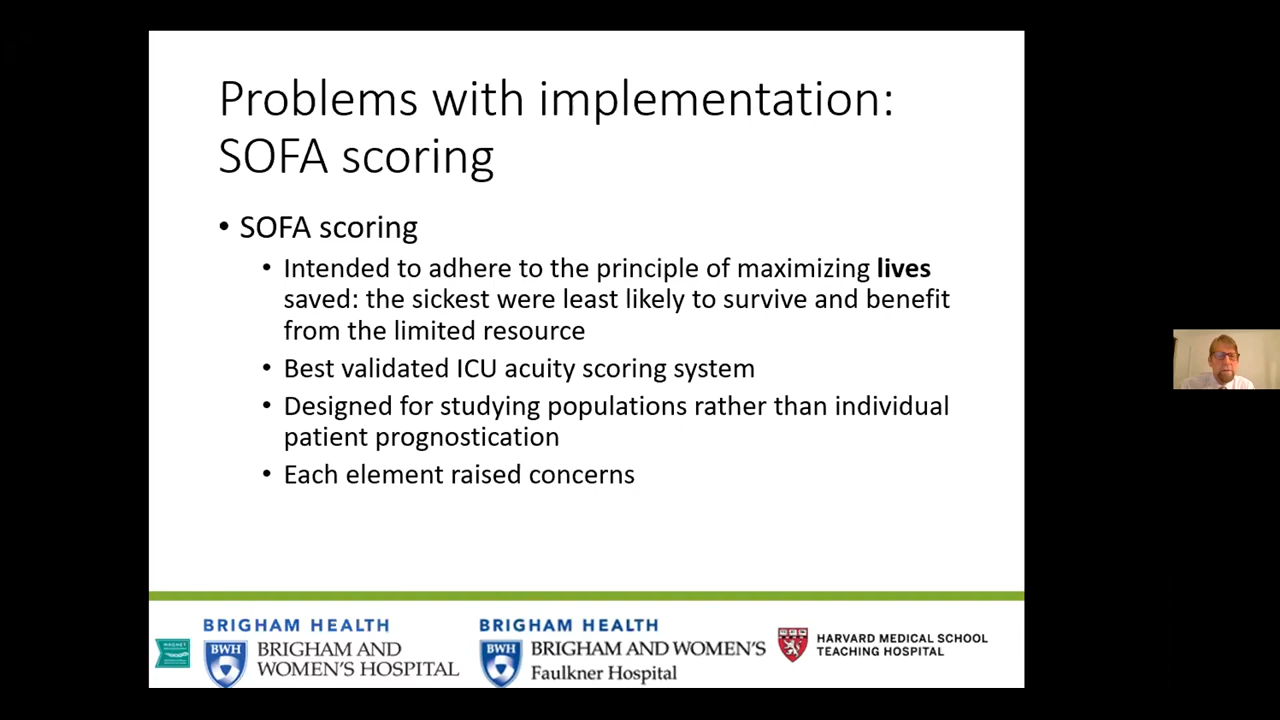 Problems with implementation:
SOFA scoring
• SOFA scoring
• Intended to adhere to the principle of maximizing lives
saved: the sickest were least likely to survive and benefit
from the limited resource
• Best validated ICU acuity scoring system
• Designed for studying populations rather than individual
patient prognostication
• Each element raised concerns
BRIGHAM HEALTH
BWH
BRIGHAM AND
WOMEN'S HOSPITAL
BRIGHAM HEALTH
BWH
BRIGHAM AND WOMEN'S
Faulkner Hospital
HARVARD MEDICAL SCHOOL
TEACHING HOSPITAL